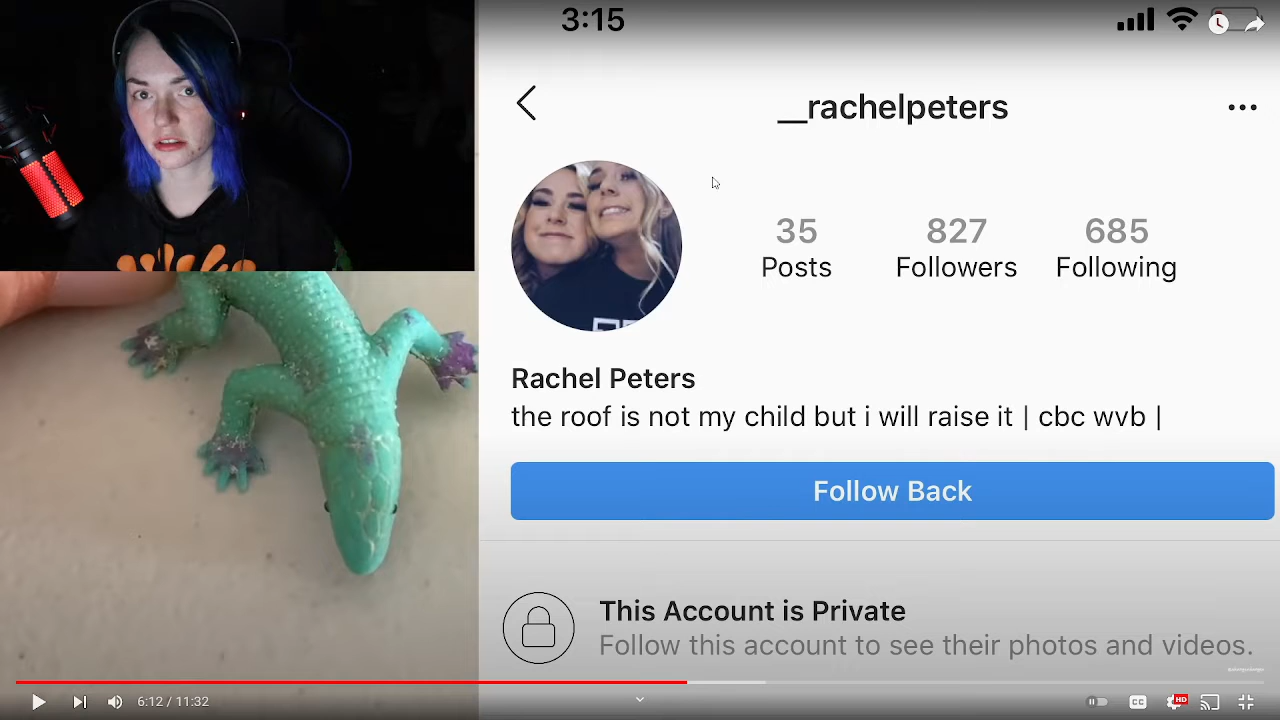 3:15
__rachelpeters
35 827 685
Posts Followers Following
Rachel Peters
the roof is not my child but i will raise it | cbc wvb |
Follow Back
This Account is Private
Follow this account to see their photos and videos.
6:12 / 11:32
CC
HD